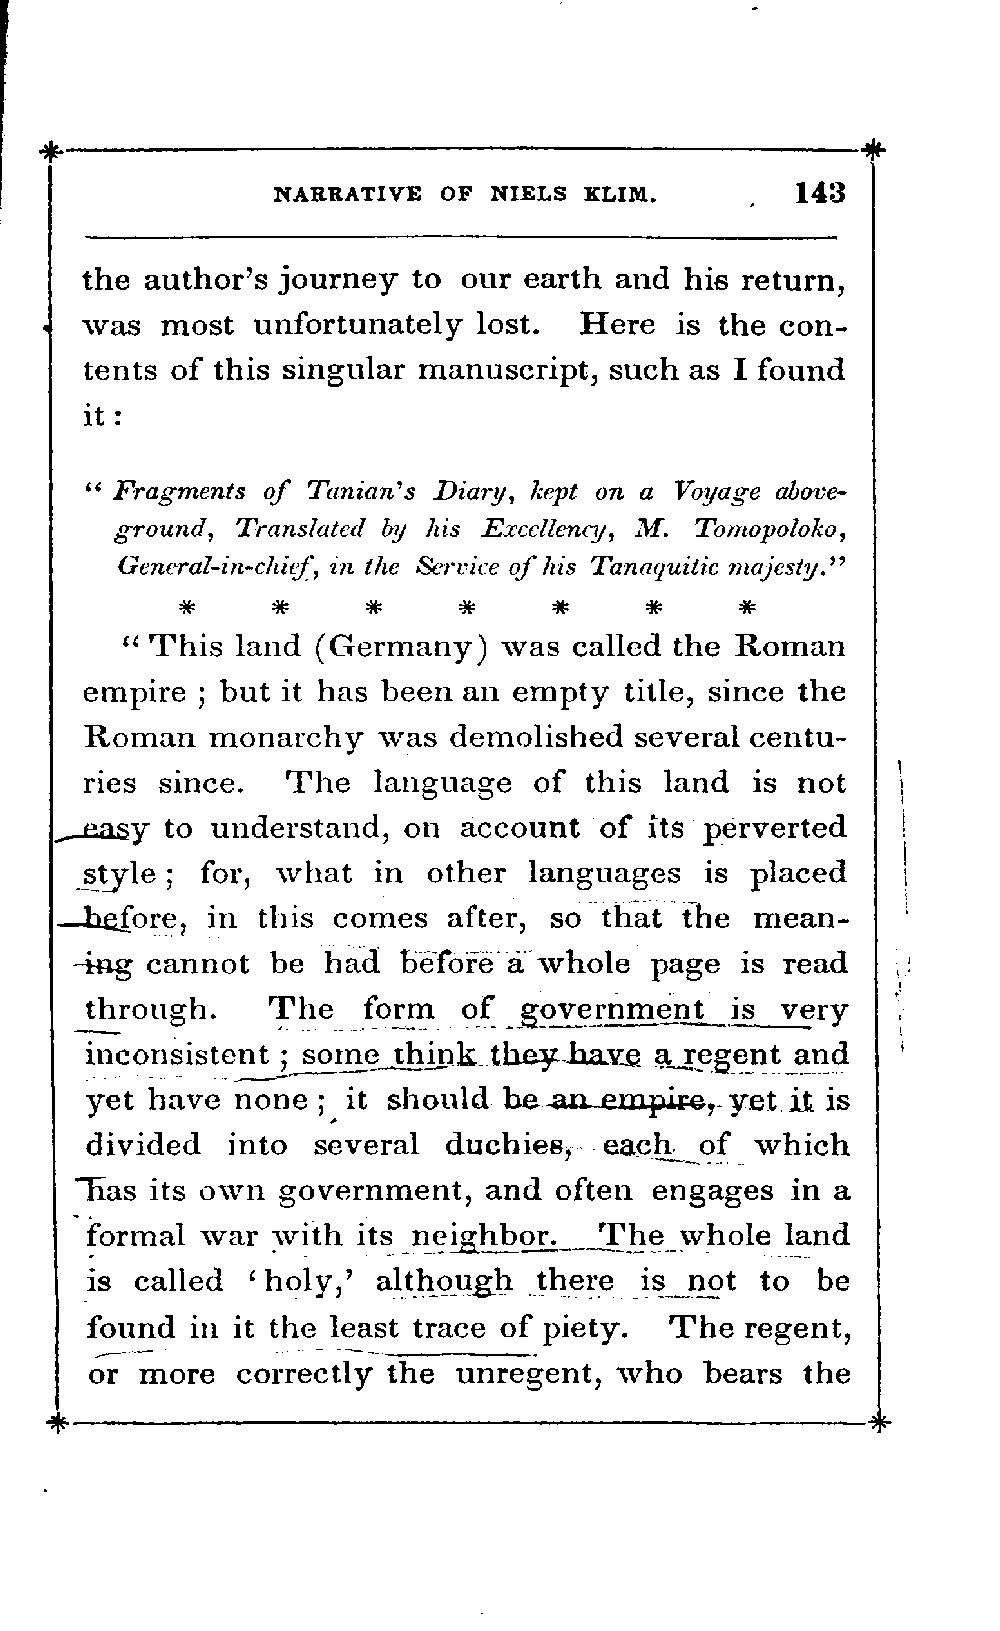 NARRATIVE OF NIELS KLIM. 143
the author's journey to our earth and his return,
was most unfortunately lost. Here is the con-
tents of this singular manuscript, such as I found
it :
“ Fragments of Tanian's Diary, kept on a Voyage above-
ground, Translated by his Excellency, M. Tomopoloko,
General-in-chief, in the Service of his Tanaquitic majesty.”
* * * * * * *
“ This land (Germany) was called the Roman
empire ; but it has been an empty title, since the
Roman monarchy was demolished several centu-
ries since. The language of this land is not
easy to understand, on account of its perverted
style ; for, what in other languages is placed
before, in this comes after, so that the mean-
ing cannot be had before a whole page is read
through. The form of government is very
inconsistent ; some think they have a regent and
yet have none ; it should be an empire, yet it is
divided into several duchies, each of which
has its own government, and often engages in a
formal war with its neighbor. The whole land
is called ‘ holy,’ although there is not to be
found in it the least trace of piety. The regent,
or more correctly the unregent, who bears the